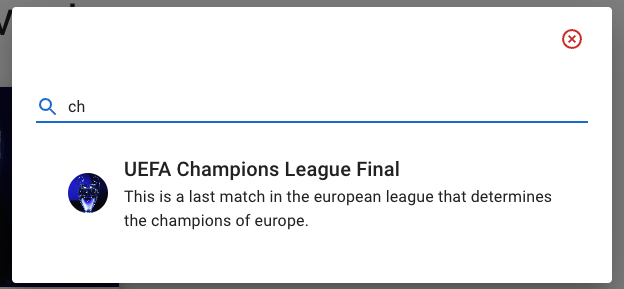 ch
UEFA Champions League Final
This is a last match in the european league that determines
the champions of europe.